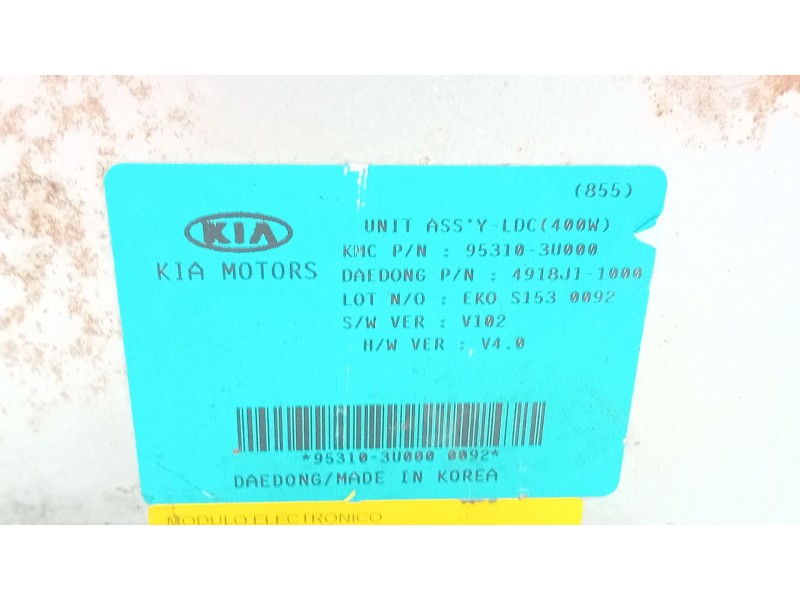 (855)
UNIT ASS'Y-LDC(400W)
KIA
KMC P/N : 95310-3U000
KIA MOTORS
DAEDONG P/N : 4918J1-1000
LOT N/O : EKO S153 0092
S/W VER : V102
H/W VER : V4.0
*95310-3U000 0092*
DAEDONG/MADE IN KOREA
MODULO ELECTRONICO